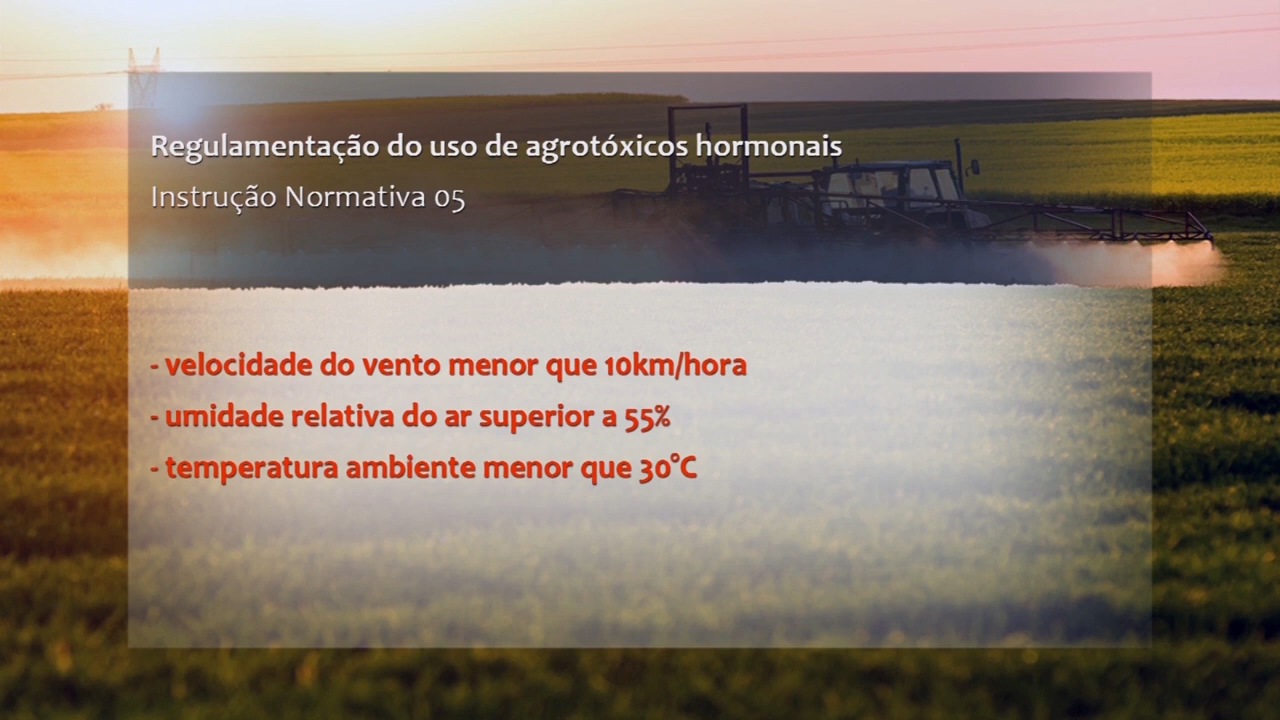 Regulamentação do uso de agrotóxicos hormonais
Instrução Normativa 05
- velocidade do vento menor que 10km/hora
- umidade relativa do ar superior a 55%
- temperatura ambiente menor que 30°C